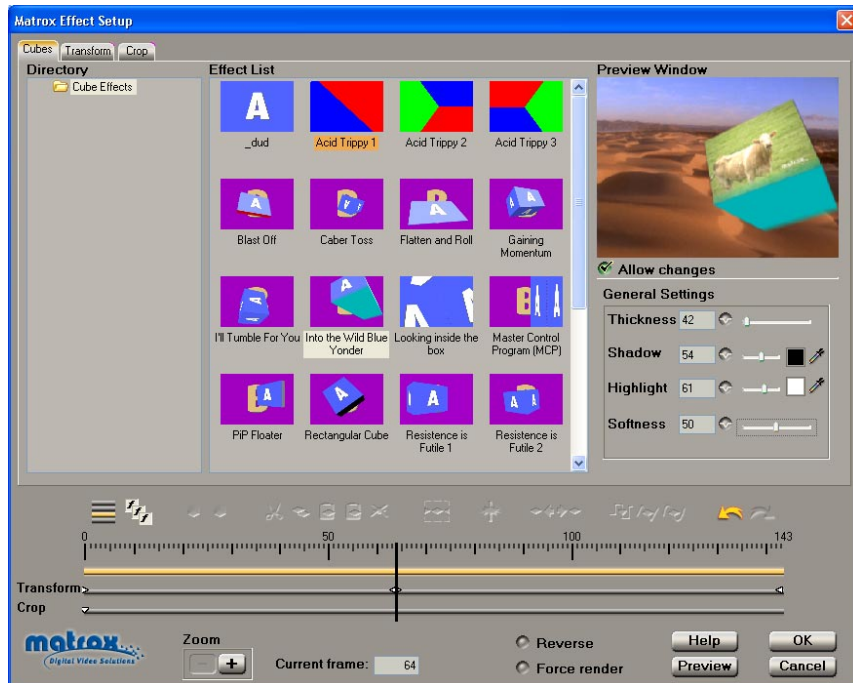 Matrox Effect Setup
Cubes Transform Crop
Directory
Cube Effects
Effect List
A
_dud
Acid Trippy 1
Acid Trippy 2
Acid Trippy 3
Blast Off
Caber Toss
Flatten and Roll
Gaining
Momentum
I'll Tumble For You
Into the Wild Blue
Yonder
Looking inside the
box
Master Control
Program (MCP)
PiP Floater
Rectangular Cube
Resistence is
Futile 1
Resistence is
Futile 2
Preview Window
Allow changes
General Settings
Thickness 42
Shadow 54
Highlight 61
Softness 50
0 50 100 143
Transform
Crop
matrox
Digital Video Solutions
Zoom
Current frame: 64
Reverse
Force render
Help
OK
Preview
Cancel